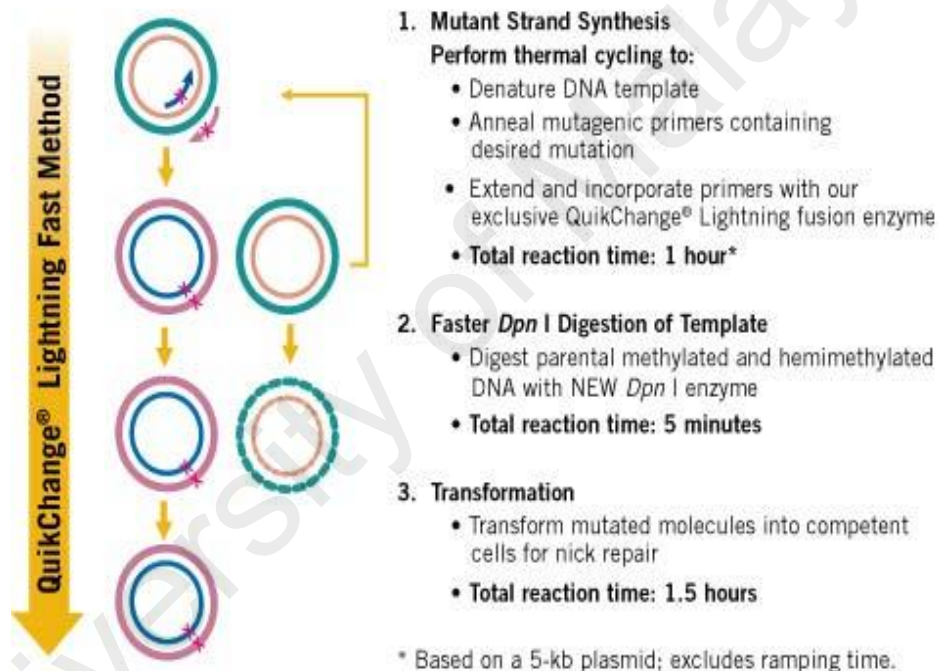 QuikChange® Lightning Fast Method
1. Mutant Strand Synthesis
Perform thermal cycling to:
• Denature DNA template
• Anneal mutagenic primers containing
desired mutation
• Extend and incorporate primers with our
exclusive QuikChange® Lightning fusion enzyme
• Total reaction time: 1 hour*
2. Faster Dpn I Digestion of Template
• Digest parental methylated and hemimethylated
DNA with NEW Dpn I enzyme
• Total reaction time: 5 minutes
3. Transformation
• Transform mutated molecules into competent
cells for nick repair
• Total reaction time: 1.5 hours
* Based on a 5-kb plasmid; excludes ramping time.
University of Malay